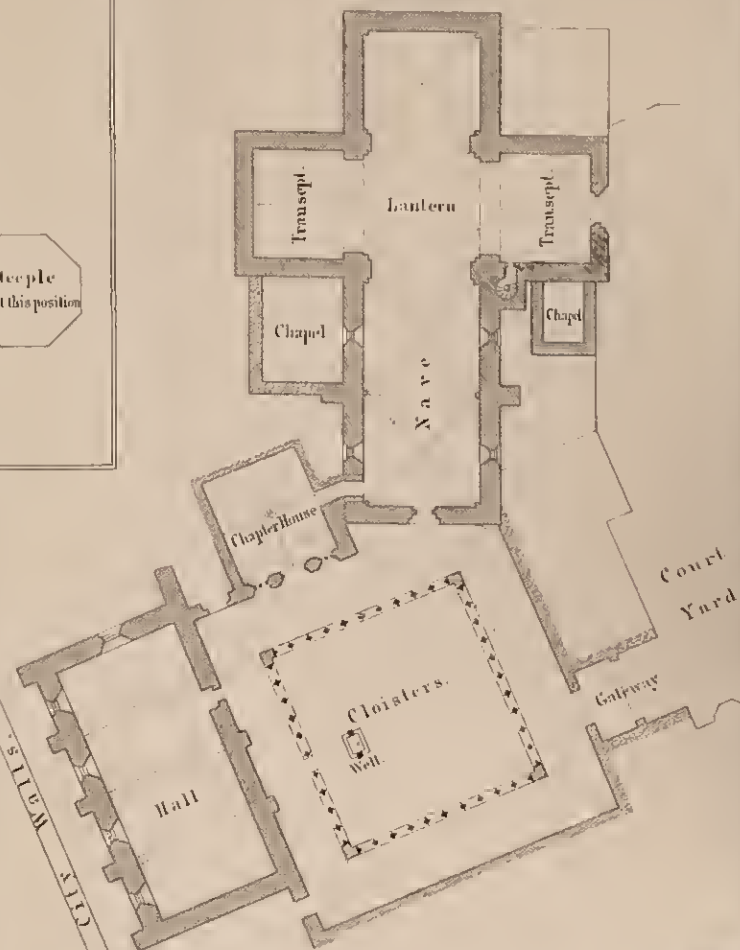 Transept.
Lantern
Transept.
teeple
t this position
Chapel
Chapel
Nave
Chapter House
Court
Yard
Cloisters.
Gateway
Well.
Hall
City Walls.